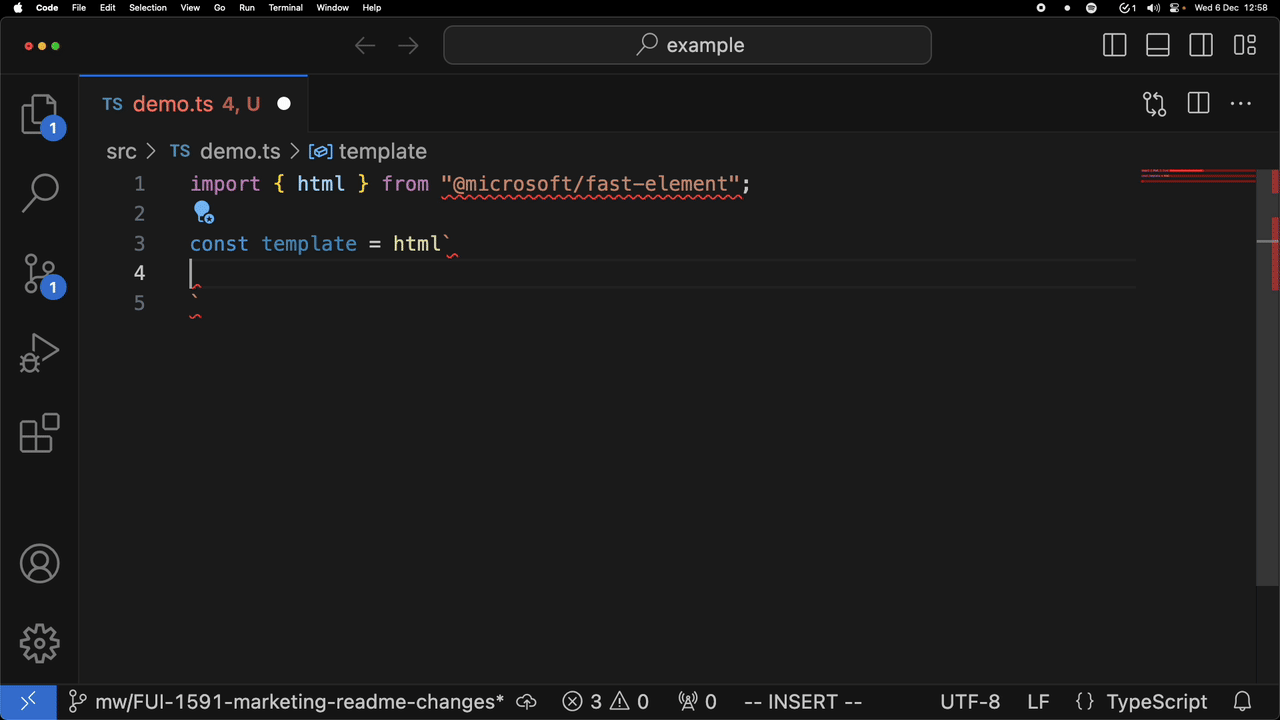 Code File Edit Selection View Go Run Terminal Window Help 1 Wed 6 Dec 12:58
example
TS demo.ts 4, U
src > TS demo.ts > template
1 import { html } from "@microsoft/fast-element";
2
3 const template = html`
4
5 `
1
1
mw/FUI-1591-marketing-readme-changes* 3 0 0 -- INSERT -- UTF-8 LF {} TypeScript